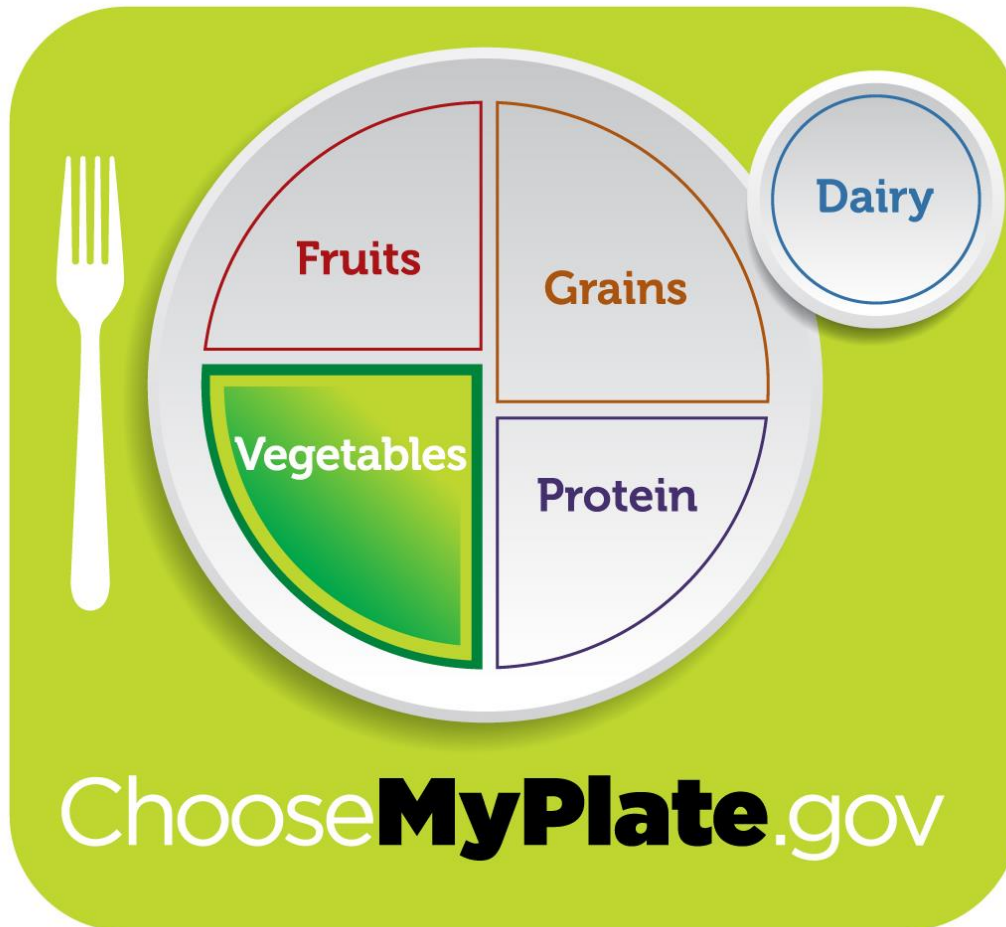 Fruits
Grains
Dairy
Vegetables
Protein
ChooseMyPlate.gov